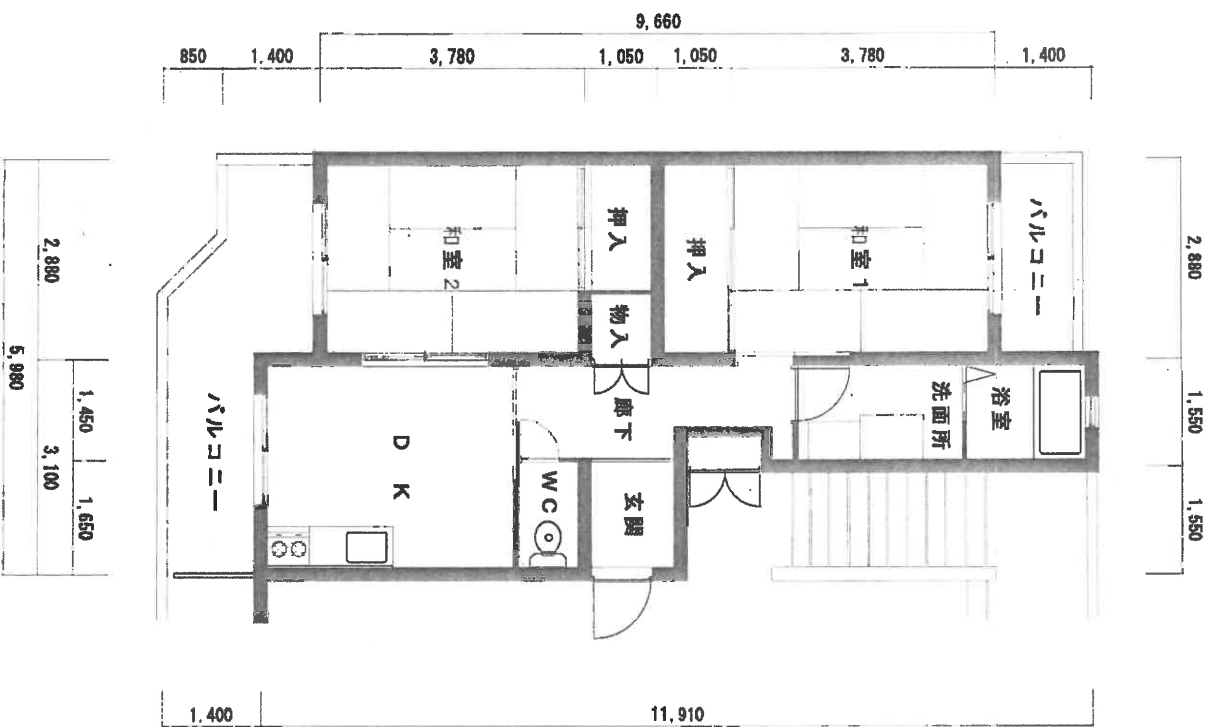 9,660
850
1,400
3,780
1,050
1,050
3,780
1,400
バルコニー
押入
押入
和室1
和室2
物入
2,880
2,880
5,980
1,450
3,100
1,650
1,550
1,550
バルコニー
DK
廊下
洗面所
浴室
WC
玄関
1,400
11,910